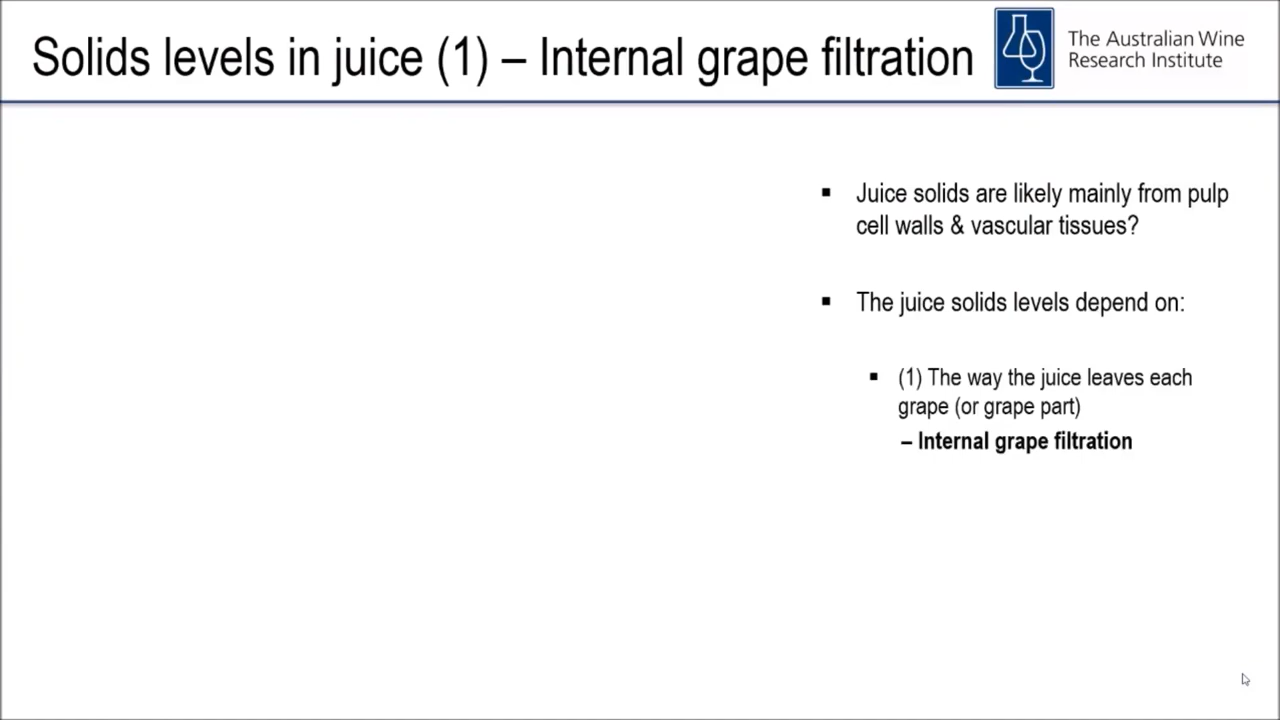 Solids levels in juice (1) – Internal grape filtration
The Australian Wine
Research Institute
▪ Juice solids are likely mainly from pulp
cell walls & vascular tissues?
▪ The juice solids levels depend on:
▪ (1) The way the juice leaves each
grape (or grape part)
– Internal grape filtration